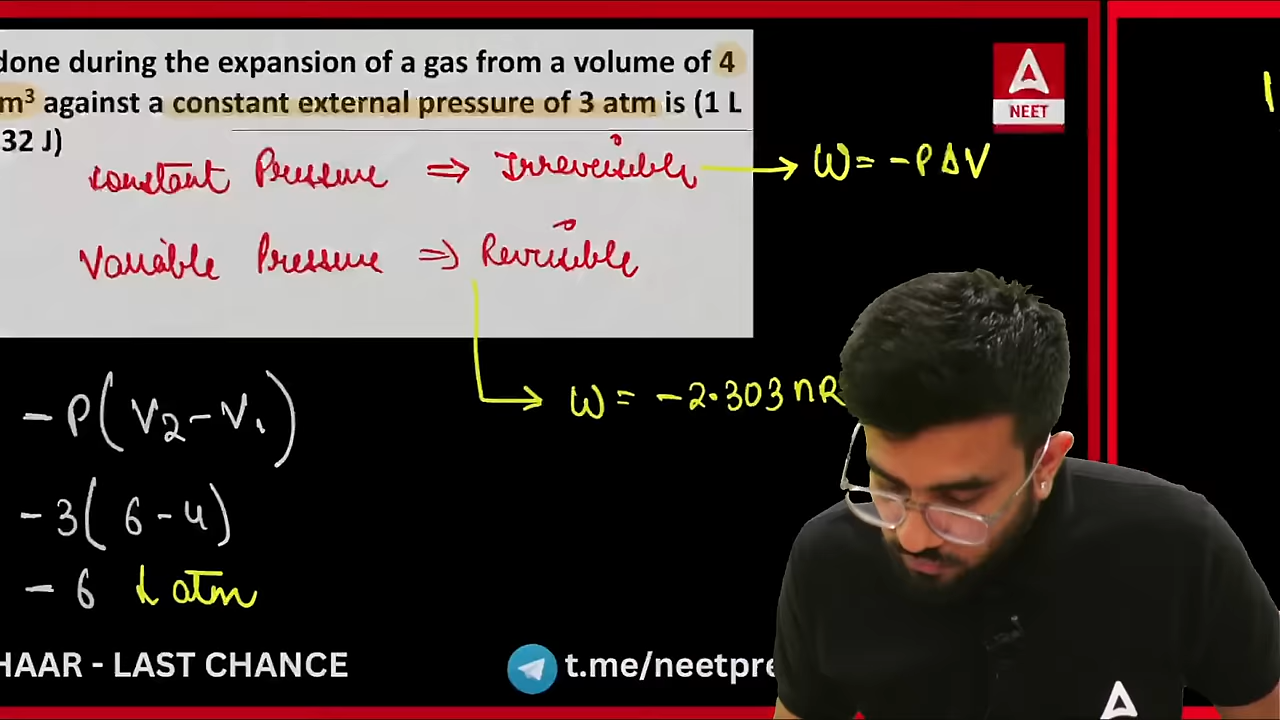 done during the expansion of a gas from a volume of 4
m³ against a constant external pressure of 3 atm is (1 L
32 J)
constant Pressure ⇒ Irreversible → W = -PΔV
Variable Pressure ⇒ Reversible
W = -2.303 nR
-P(V₂-V₁)
-3(6-4)
-6 L atm
A
NEET
HAAR - LAST CHANCE
t.me/neetpre
A